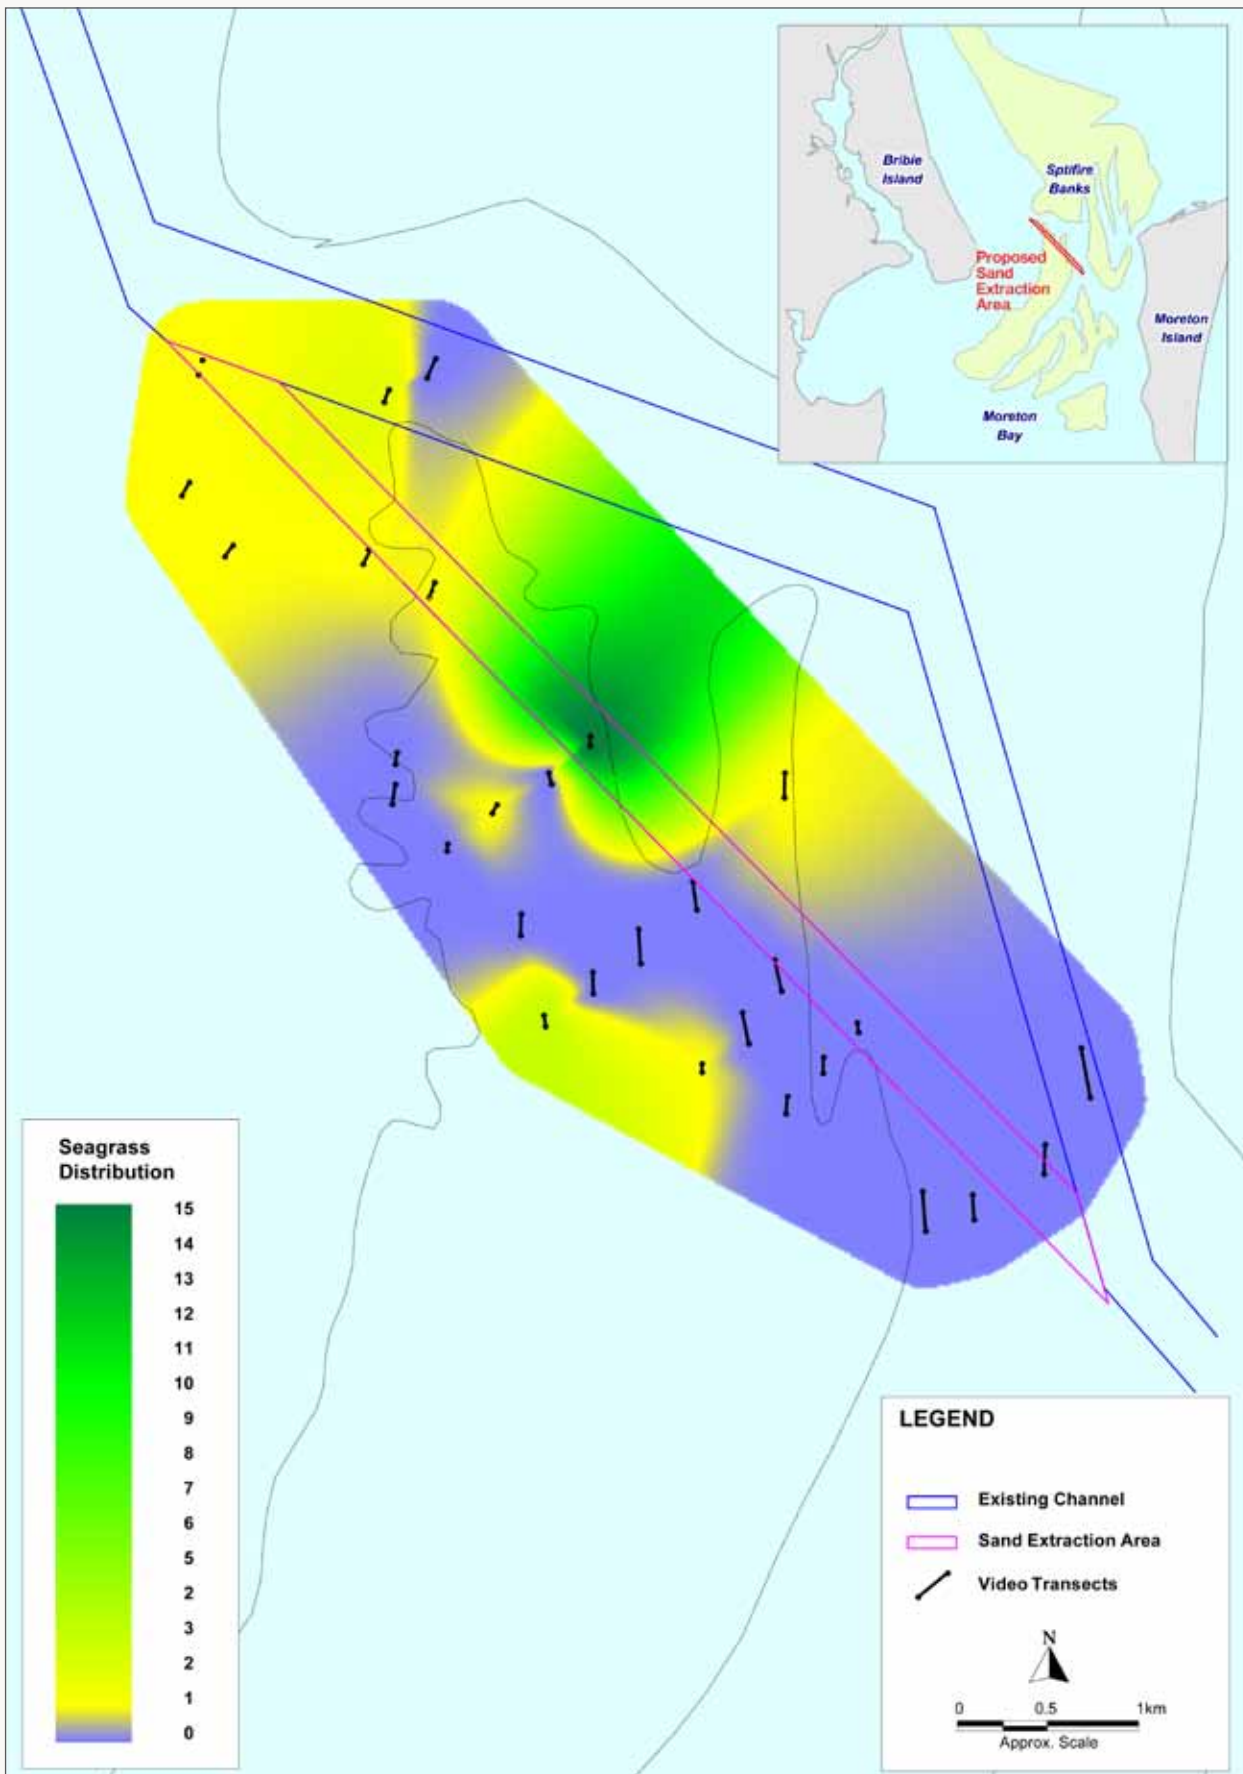 Bribie
Island
Sptifire
Banks
Proposed
Sand
Extraction
Area
Moreton
Island
Moreton
Bay
Seagrass
Distribution
15
14
13
12
11
10
9
8
7
6
5
2
3
2
1
0
LEGEND
Existing Channel
Sand Extraction Area
Video Transects
N
0 0.5 1km
Approx. Scale